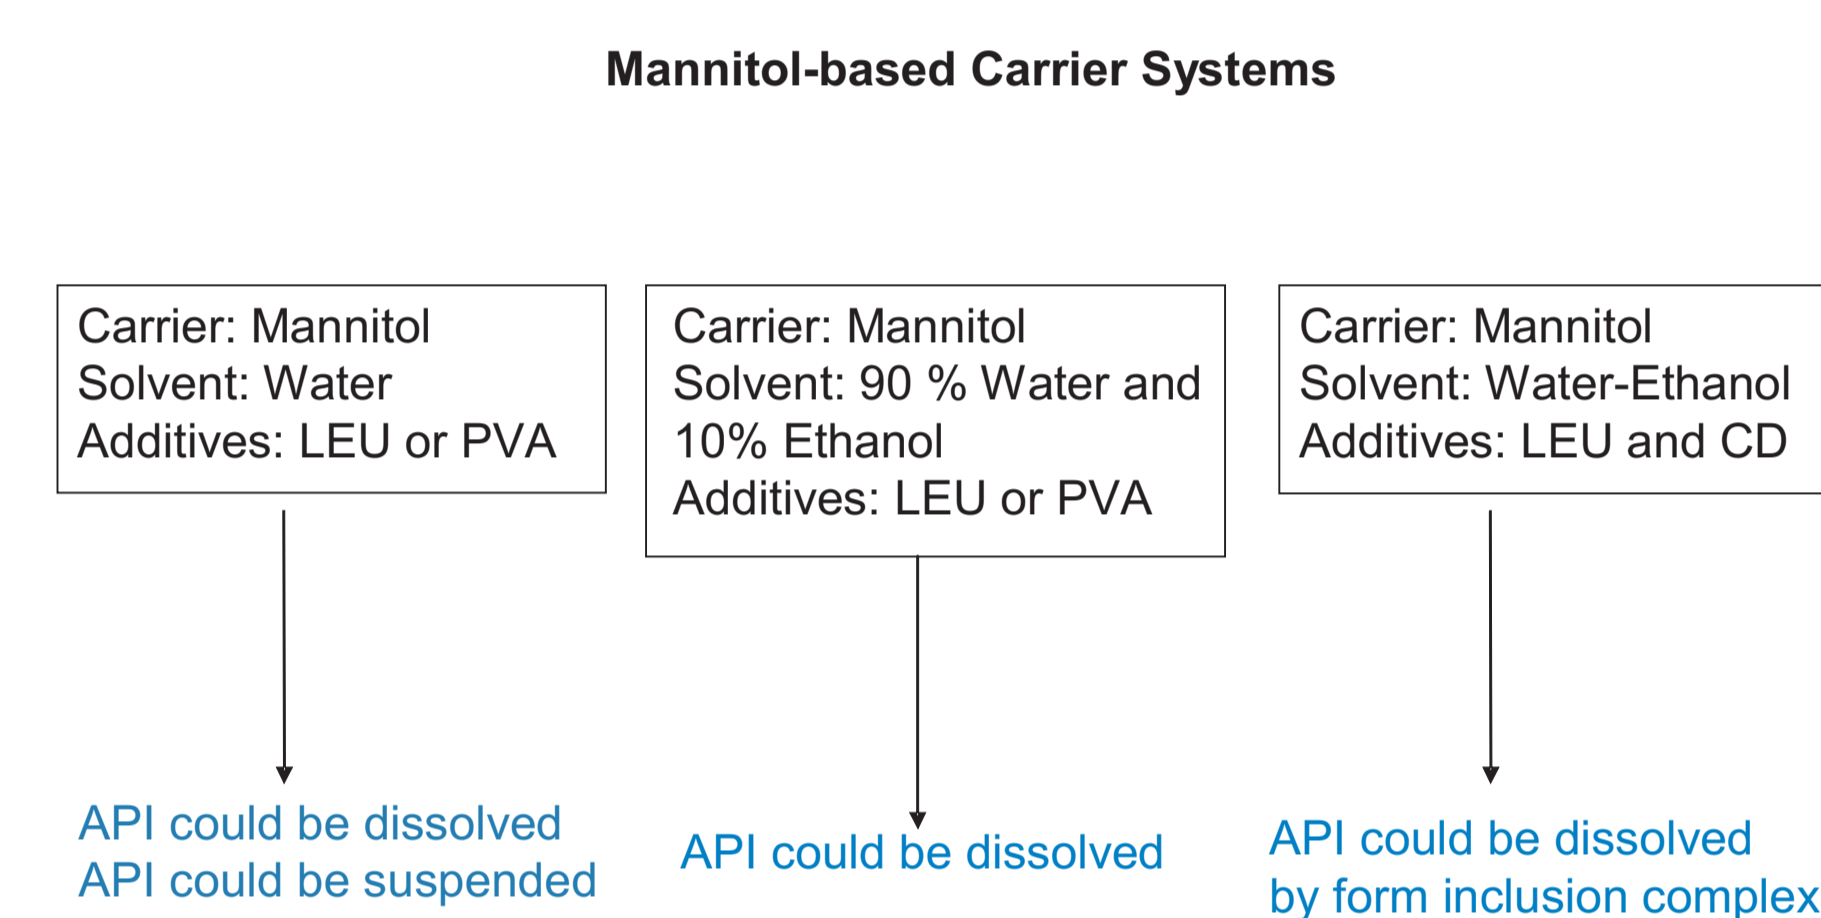 Mannitol-based Carrier Systems
Carrier: Mannitol
Solvent: Water
Additives: LEU or PVA
Carrier: Mannitol
Solvent: 90 % Water and
10% Ethanol
Additives: LEU or PVA
Carrier: Mannitol
Solvent: Water-Ethanol
Additives: LEU and CD
API could be dissolved
API could be suspended
API could be dissolved
API could be dissolved
by form inclusion complex